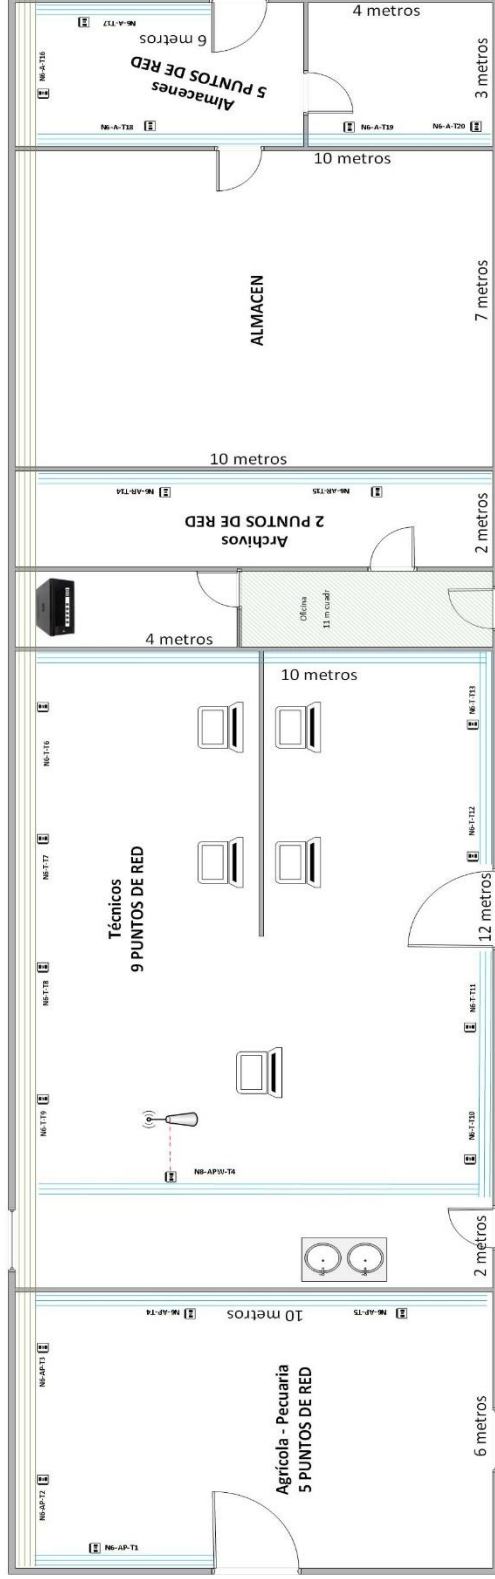 4 metros
N6-A-T17
6 metros
N6-A-T16
Almacenes
5 PUNTOS DE RED
3 metros
N6-A-T18
N6-A-T19
N6-A-T20
10 metros
ALMACEN
7 metros
10 metros
N6-AR-T14
N6-AR-T15
Archivos
2 PUNTOS DE RED
2 metros
Oficina
11 m cuadr
4 metros
10 metros
N6-T-T6
N6-T-T13
N6-T-T7
N6-T-T12
Técnicos
9 PUNTOS DE RED
12 metros
N6-T-T8
N6-T-T11
N6-T-T9
N6-T-T10
N8-APW-T4
2 metros
N6-AP-T4
10 metros
N6-AP-T5
N6-AP-T3
Agrícola - Pecuaria
5 PUNTOS DE RED
6 metros
N6-AP-T2
N6-AP-T1